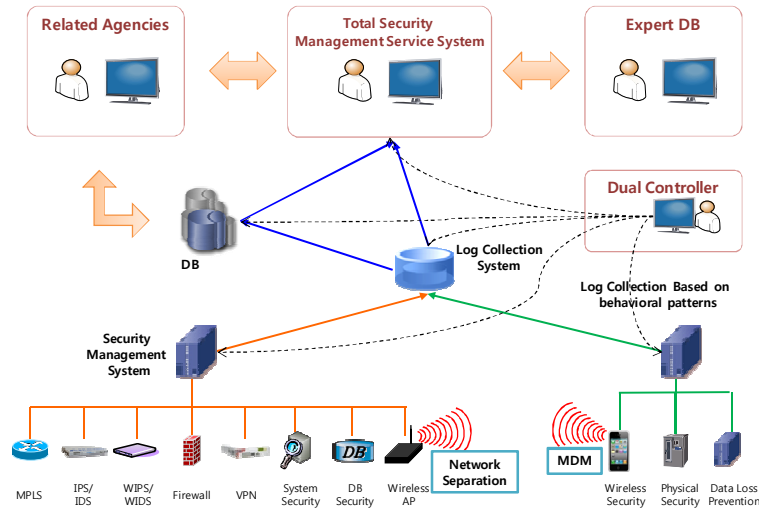 Related Agencies
Total Security
Management Service System
Expert DB
Dual Controller
DB
Log Collection
System
Log Collection Based on
behavioral patterns
Security
Management
System
MPLS
IPS/
IDS
WIPS/
WIDS
Firewall
VPN
System
Security
DB
DB
Security
Wireless
AP
Network
Separation
MDM
Wireless
Security
Physical
Security
Data Loss
Prevention